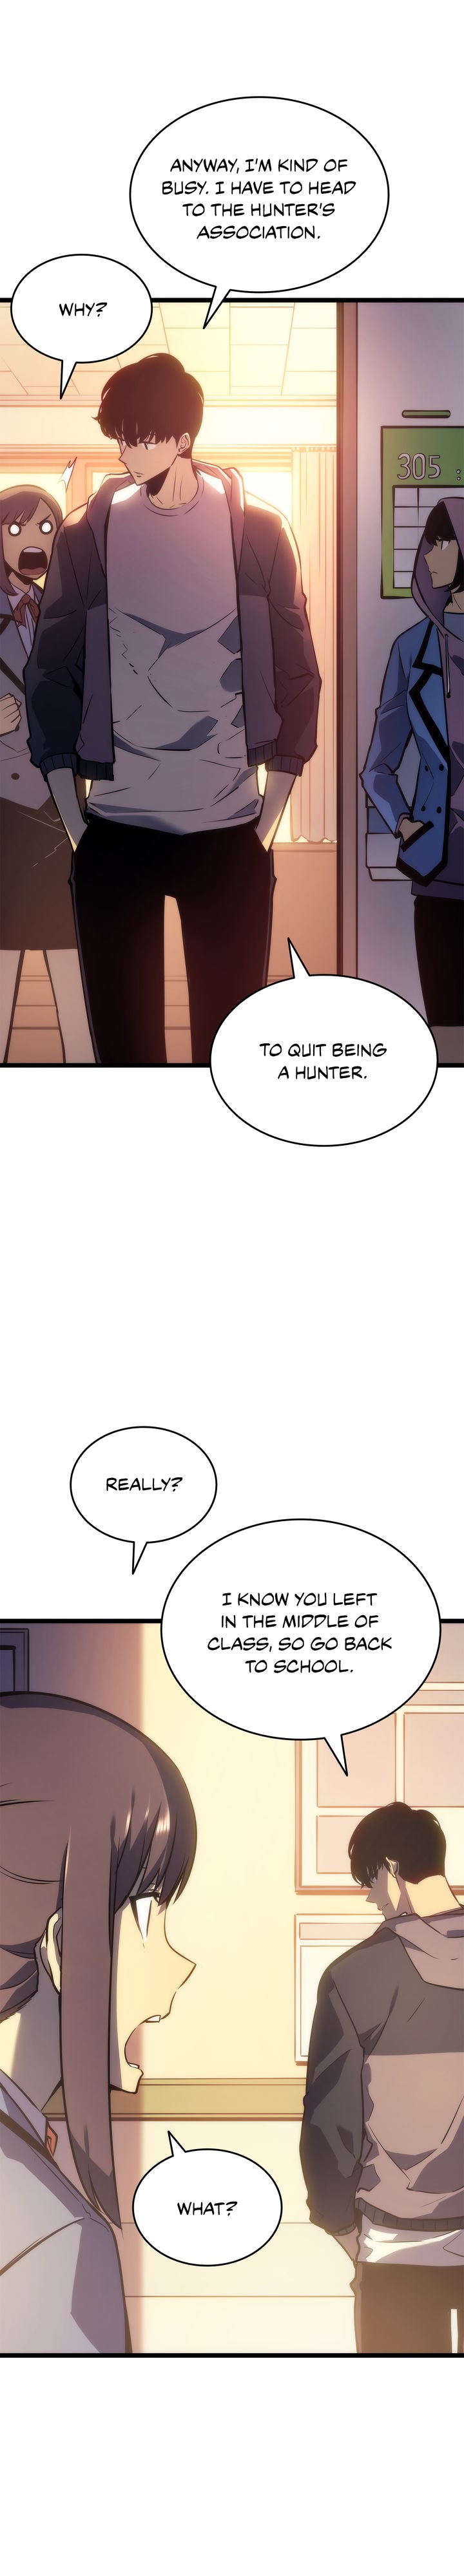 ANYWAY, I'M KIND OF
BUSY. I HAVE TO HEAD
TO THE HUNTER'S
ASSOCIATION.
WHY?
305 :
TO QUIT BEING
A HUNTER.
REALLY?
I KNOW YOU LEFT
IN THE MIDDLE OF
CLASS, SO GO BACK
TO SCHOOL.
WHAT?